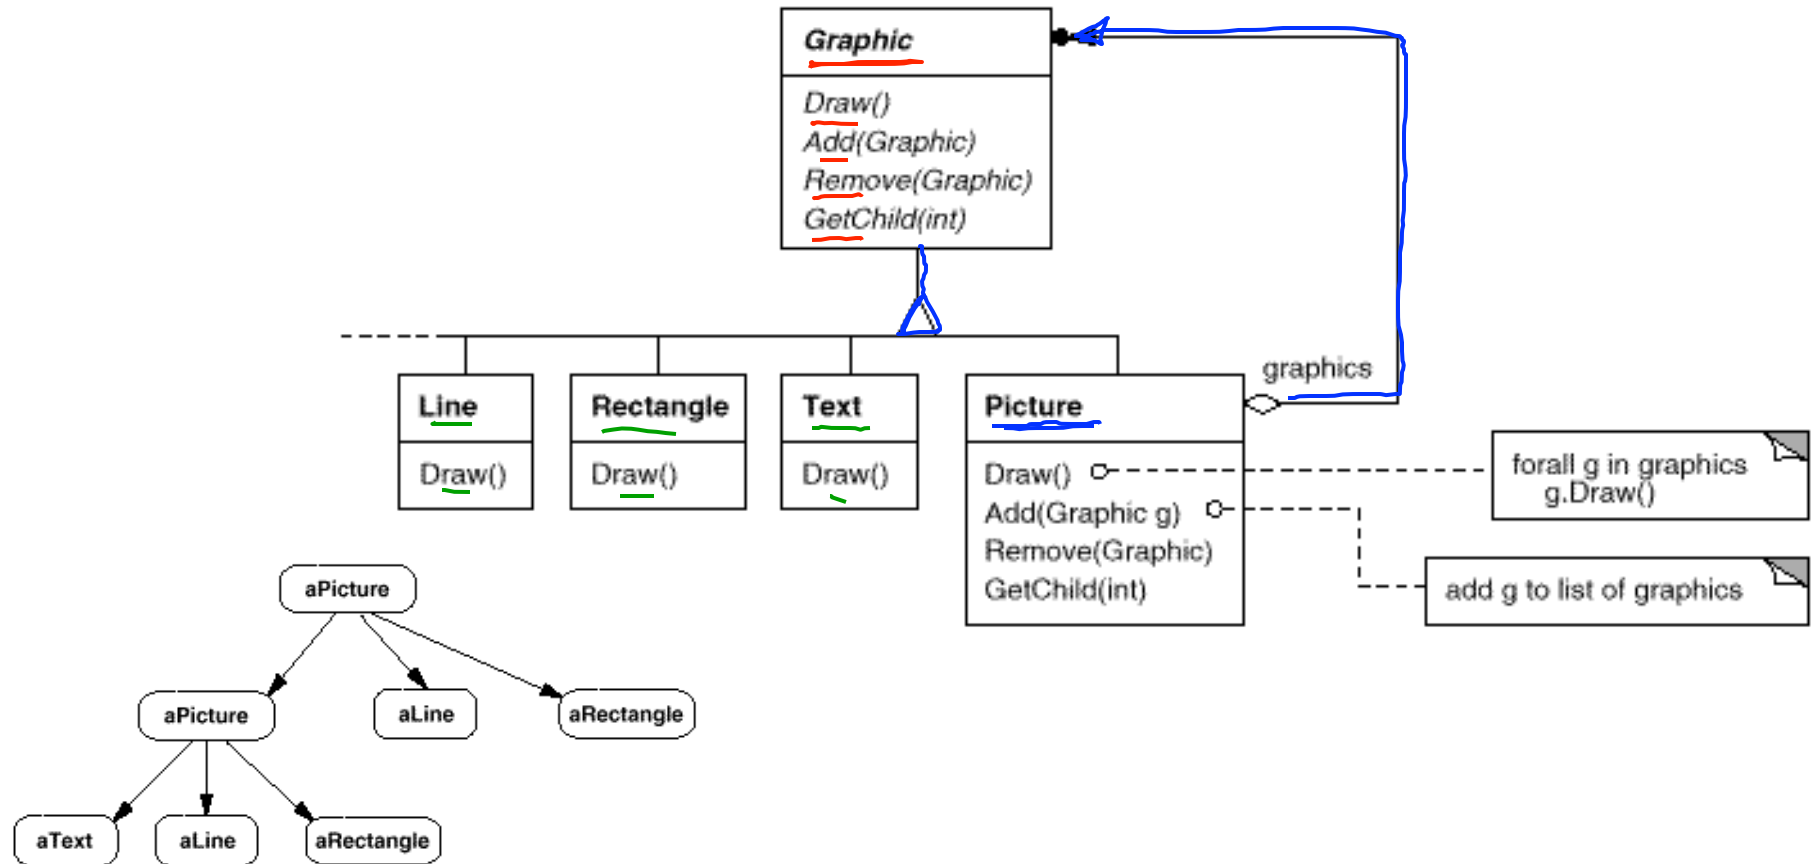 Graphic
Draw()
Add(Graphic)
Remove(Graphic)
GetChild(int)
graphics
Line
Draw()
Rectangle
Draw()
Text
Draw()
Picture
Draw()
Add(Graphic g)
Remove(Graphic)
GetChild(int)
forall g in graphics
g.Draw()
add g to list of graphics
aPicture
aPicture
aLine
aRectangle
aText
aLine
aRectangle